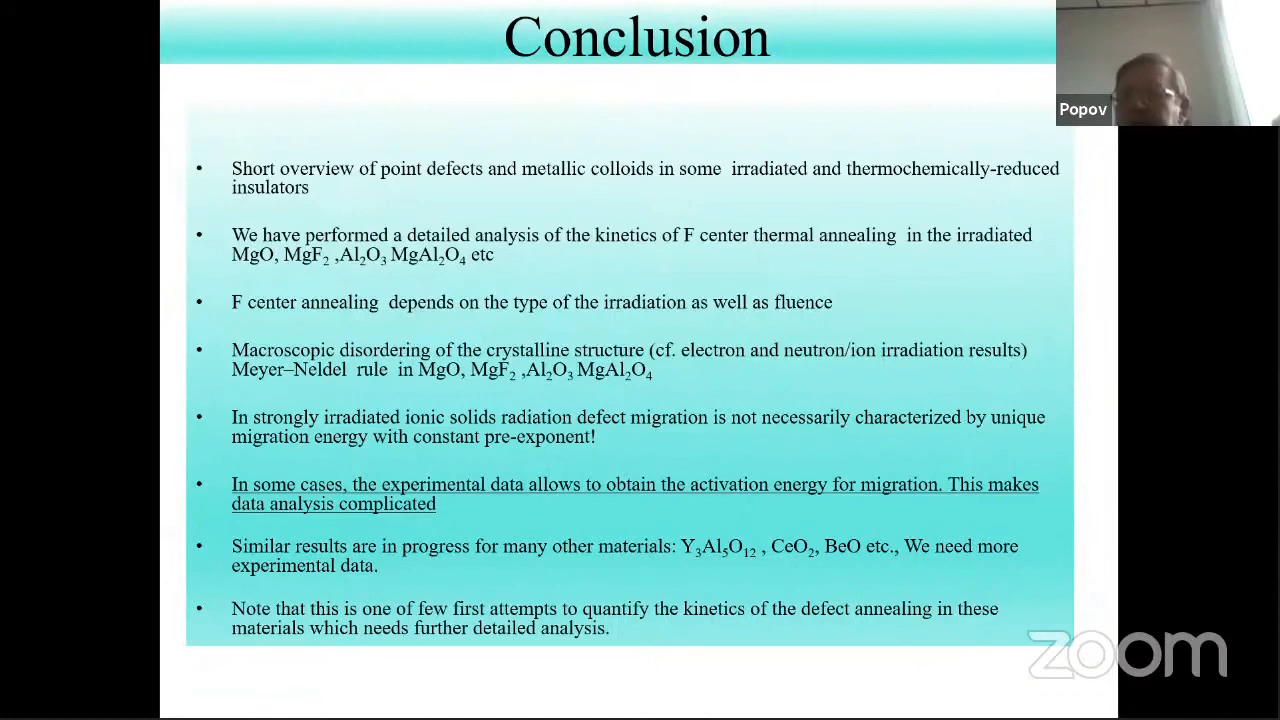 Conclusion
Popov
• Short overview of point defects and metallic colloids in some irradiated and thermochemically-reduced
insulators
• We have performed a detailed analysis of the kinetics of F center thermal annealing in the irradiated
MgO, MgF₂ ,Al₂O₃ MgAl₂O₄ etc
• F center annealing depends on the type of the irradiation as well as fluence
• Macroscopic disordering of the crystalline structure (cf. electron and neutron/ion irradiation results)
Meyer–Neldel rule in MgO, MgF₂ ,Al₂O₃ MgAl₂O₄
• In strongly irradiated ionic solids radiation defect migration is not necessarily characterized by unique
migration energy with constant pre-exponent!
• In some cases, the experimental data allows to obtain the activation energy for migration. This makes
data analysis complicated
• Similar results are in progress for many other materials: Y₃Al₅O₁₂ , CeO₂, BeO etc., We need more
experimental data.
• Note that this is one of few first attempts to quantify the kinetics of the defect annealing in these
materials which needs further detailed analysis.
zoom